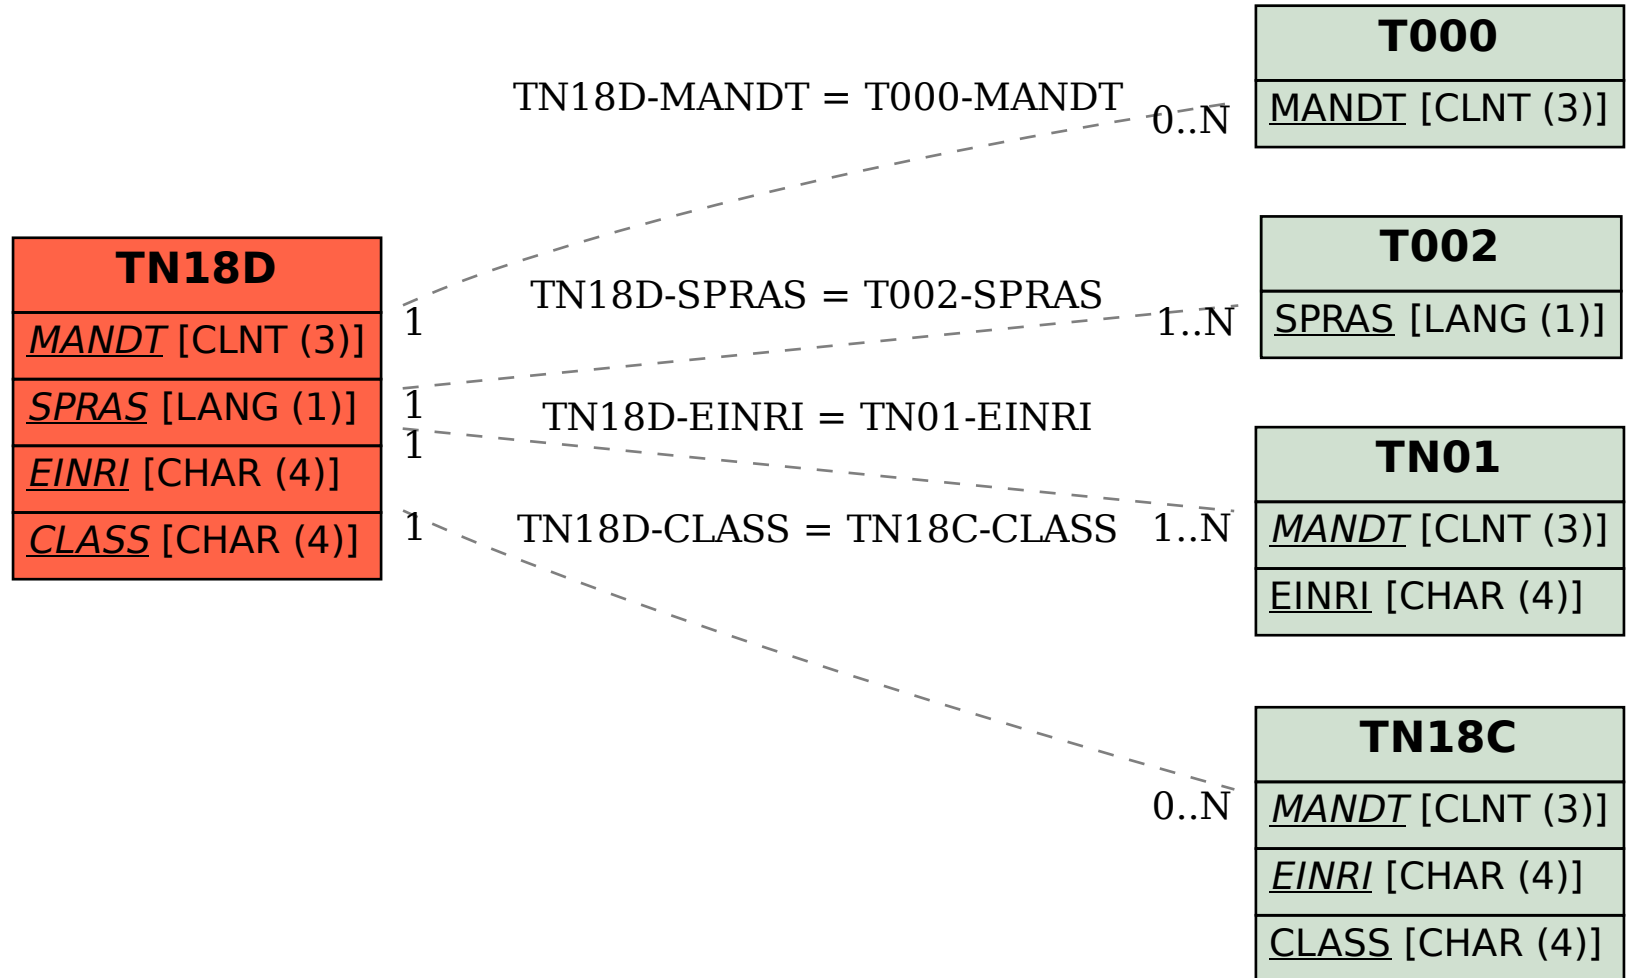 TN18D
MANDT [CLNT (3)]
SPRAS [LANG (1)]
EINRI [CHAR (4)]
CLASS [CHAR (4)]
TN18D-MANDT = T000-MANDT
1
0..N
TN18D-SPRAS = T002-SPRAS
1
1..N
TN18D-EINRI = TN01-EINRI
1
1..N
TN18D-CLASS = TN18C-CLASS
1
0..N
T000
MANDT [CLNT (3)]
T002
SPRAS [LANG (1)]
TN01
MANDT [CLNT (3)]
EINRI [CHAR (4)]
TN18C
MANDT [CLNT (3)]
EINRI [CHAR (4)]
CLASS [CHAR (4)]